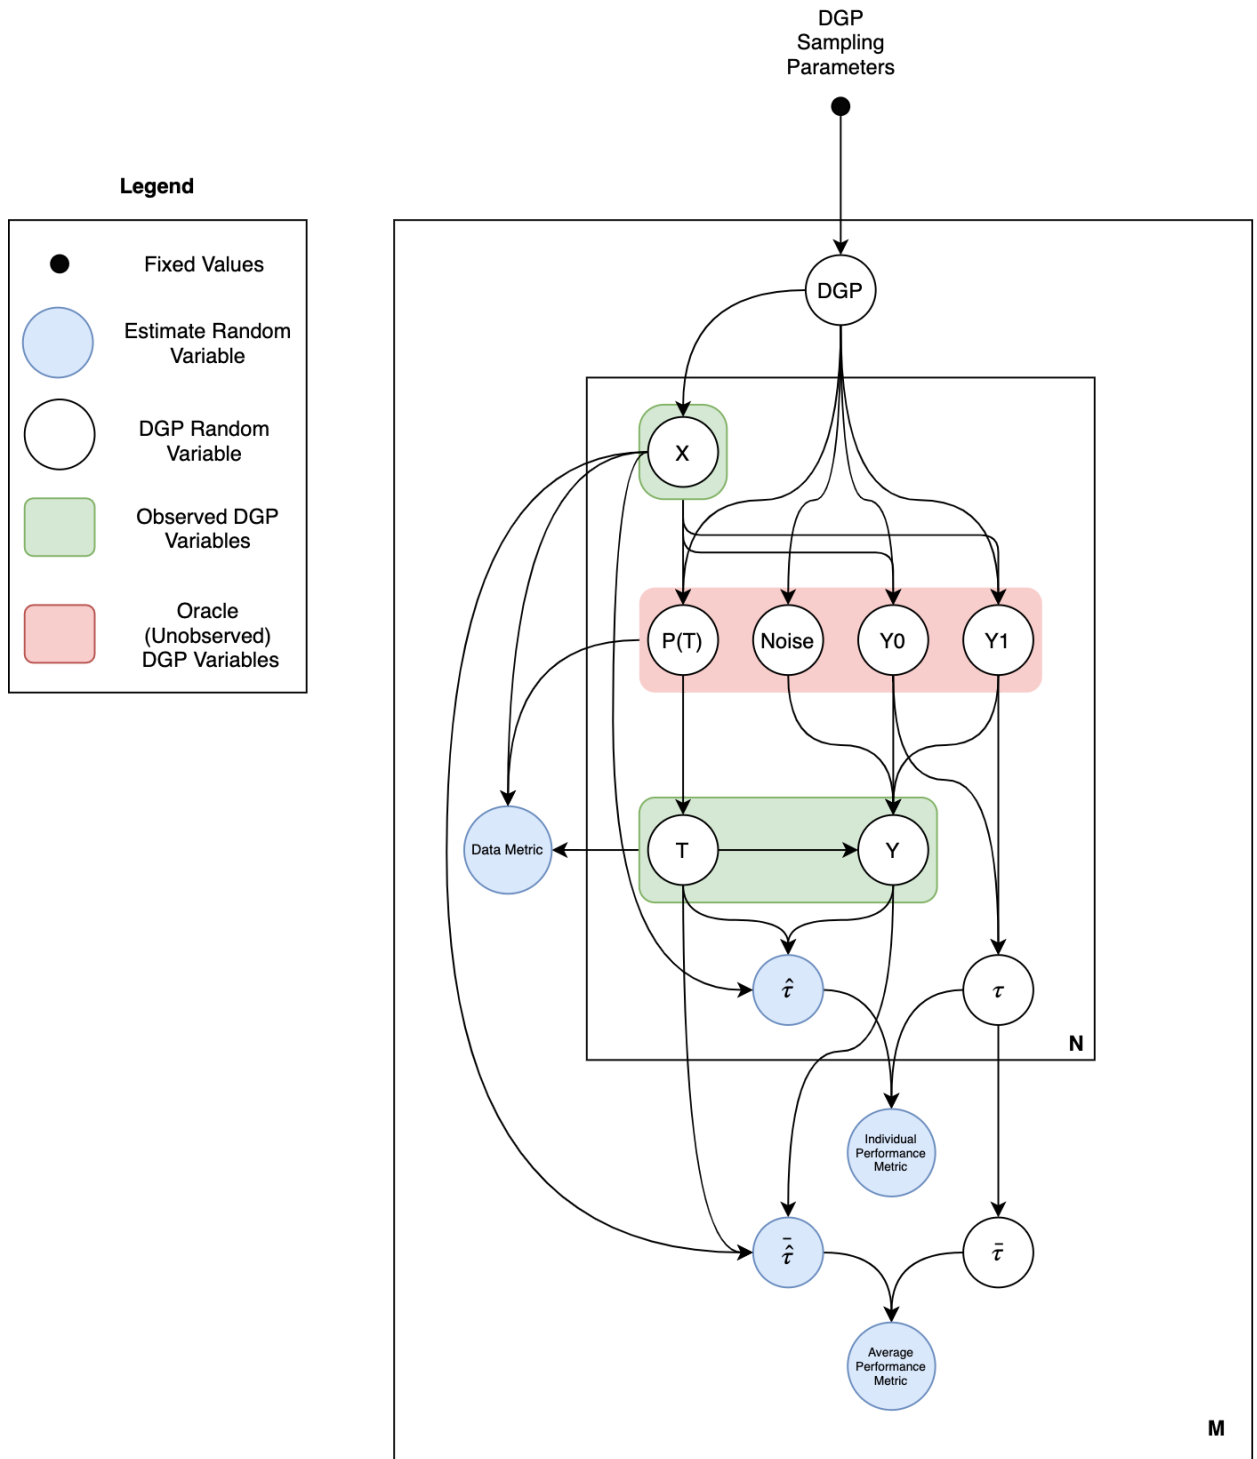 DGP
Sampling
Parameters
Legend
Fixed Values
Estimate Random
Variable
DGP Random
Variable
Observed DGP
Variables
Oracle
(Unobserved)
DGP Variables
DGP
X
P(T)
Noise
Y0
Y1
Data Metric
T
Y
τ̂
τ
N
Individual
Performance
Metric
τ̂̄
τ̄
Average
Performance
Metric
M